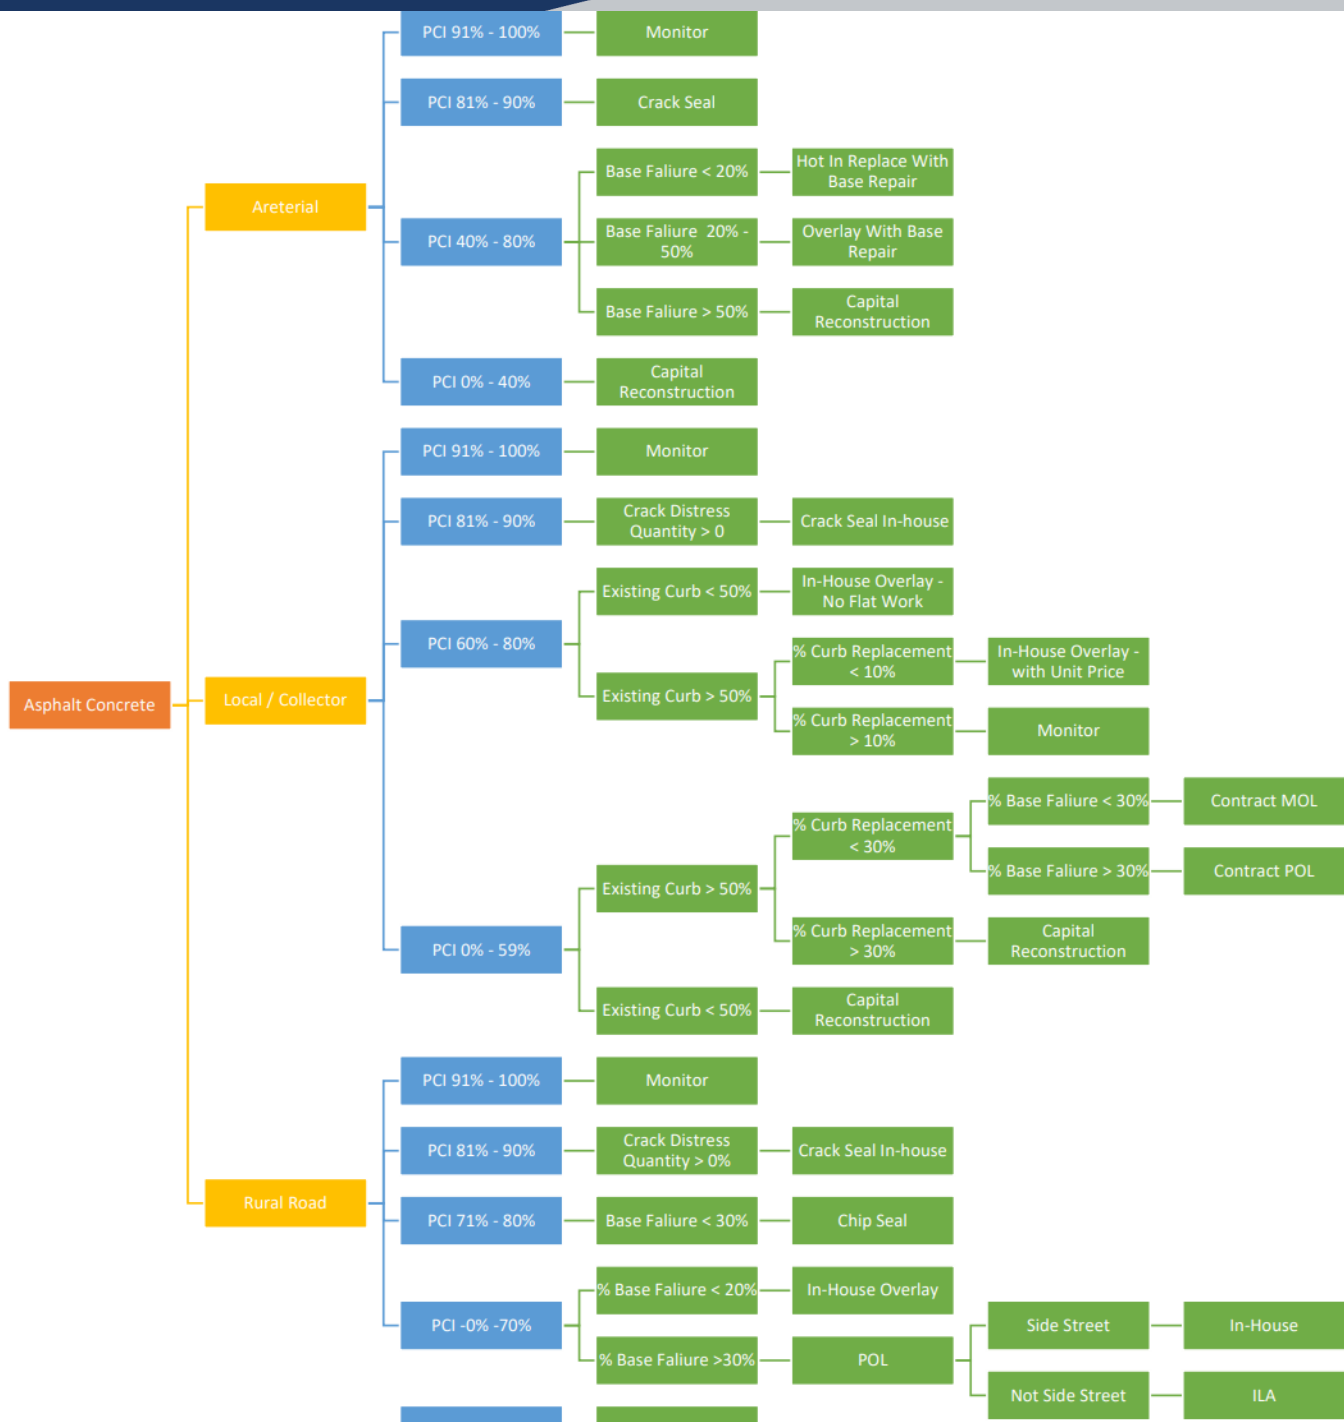 PCI 91% - 100%
Monitor
PCI 81% - 90%
Crack Seal
Base Faliure < 20%
Hot In Replace With
Base Repair
Areterial
PCI 40% - 80%
Base Faliure 20% -
50%
Overlay With Base
Repair
Base Faliure > 50%
Capital
Reconstruction
PCI 0% - 40%
Capital
Reconstruction
PCI 91% - 100%
Monitor
PCI 81% - 90%
Crack Distress
Quantity > 0
Crack Seal In-house
Existing Curb < 50%
In-House Overlay -
No Flat Work
PCI 60% - 80%
Existing Curb > 50%
% Curb Replacement
< 10%
In-House Overlay -
with Unit Price
% Curb Replacement
> 10%
Monitor
Asphalt Concrete
Local / Collector
% Base Faliure < 30%
Contract MOL
% Curb Replacement
< 30%
% Base Faliure > 30%
Contract POL
Existing Curb > 50%
% Curb Replacement
> 30%
Capital
Reconstruction
PCI 0% - 59%
Existing Curb < 50%
Capital
Reconstruction
PCI 91% - 100%
Monitor
PCI 81% - 90%
Crack Distress
Quantity > 0%
Crack Seal In-house
Rural Road
PCI 71% - 80%
Base Faliure < 30%
Chip Seal
% Base Faliure < 20%
In-House Overlay
PCI -0% -70%
Side Street
In-House
% Base Faliure >30%
POL
Not Side Street
ILA